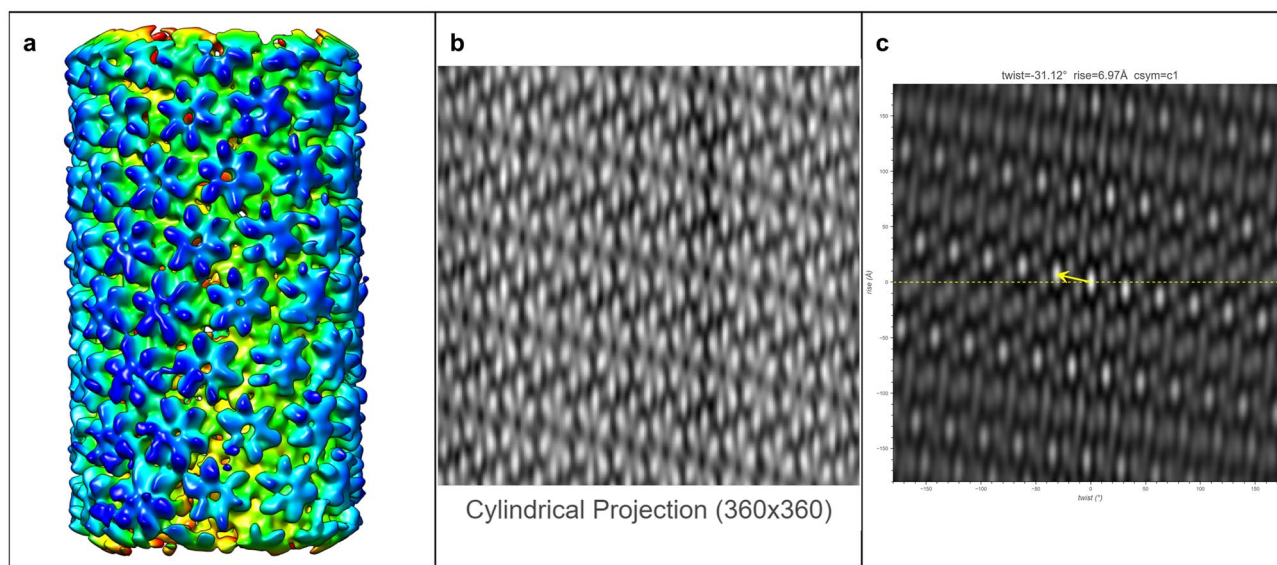 a
b
Cylindrical Projection (360x360)
c
twist=-31.12° rise=6.97Å csym=c1
rise (Å)
150
100
50
0
−50
−100
−150
−150
−100
−50
0
50
100
150
twist (°)